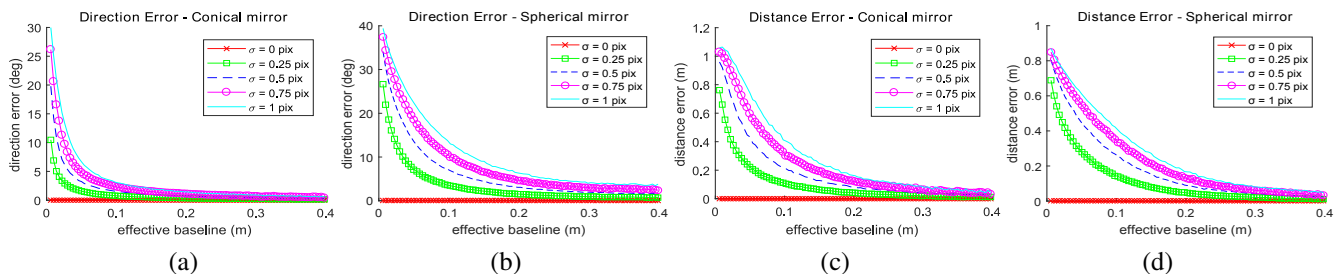 Direction Error - Conical mirror
30
25
20
15
10
5
0
direction error (deg)
σ = 0 pix
σ = 0.25 pix
σ = 0.5 pix
σ = 0.75 pix
σ = 1 pix
0 0.1 0.2 0.3 0.4
effective baseline (m)
(a)
Direction Error - Spherical mirror
40
30
20
10
0
direction error (deg)
σ = 0 pix
σ = 0.25 pix
σ = 0.5 pix
σ = 0.75 pix
σ = 1 pix
0 0.1 0.2 0.3 0.4
effective baseline (m)
(b)
Distance Error - Conical mirror
1.2
1
0.8
0.6
0.4
0.2
0
distance error (m)
σ = 0 pix
σ = 0.25 pix
σ = 0.5 pix
σ = 0.75 pix
σ = 1 pix
0 0.1 0.2 0.3 0.4
effective baseline (m)
(c)
Distance Error - Spherical mirror
1
0.8
0.6
0.4
0.2
0
distance error (m)
σ = 0 pix
σ = 0.25 pix
σ = 0.5 pix
σ = 0.75 pix
σ = 1 pix
0 0.1 0.2 0.3 0.4
effective baseline (m)
(d)